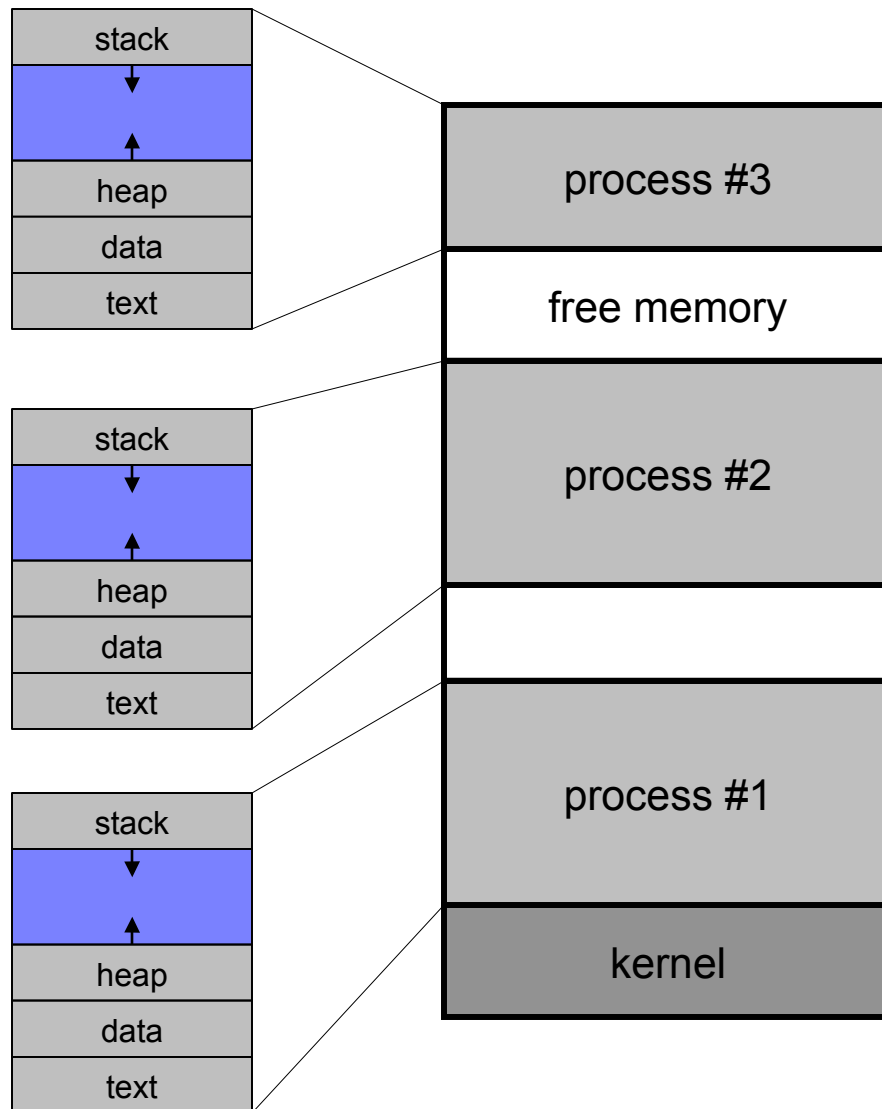 stack
heap
data
text
stack
heap
data
text
stack
heap
data
text
process #3
free memory
process #2
process #1
kernel